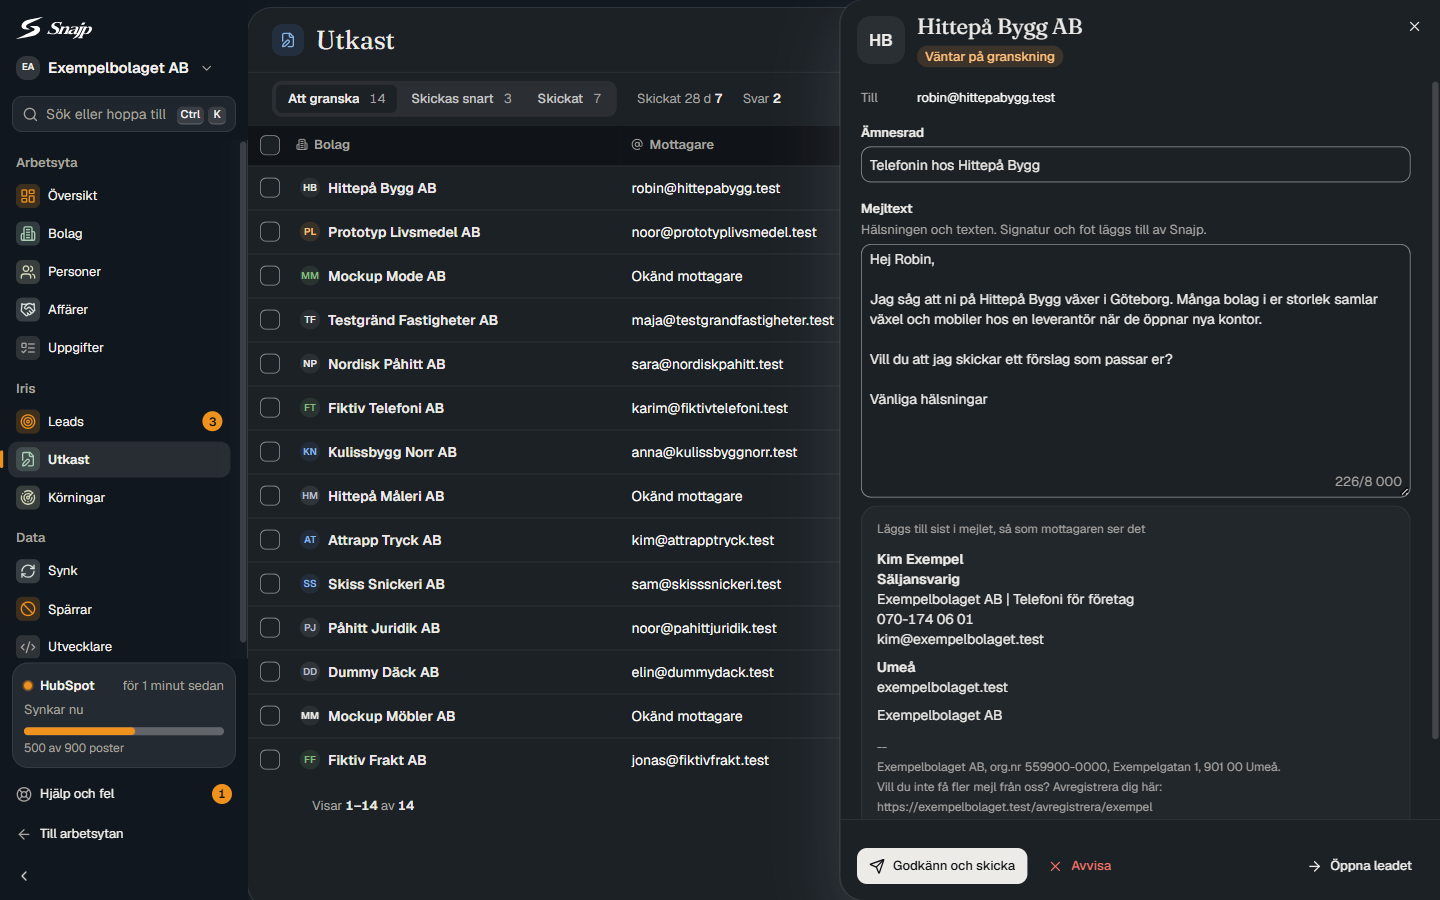 Snajp
EA Exempelbolaget AB
Sök eller hoppa till Ctrl K
Arbetsyta
Översikt
Bolag
Personer
Affärer
Uppgifter
Iris
Leads 3
Utkast
Körningar
Data
Synk
Spärrar
Utvecklare
HubSpot för 1 minut sedan
Synkar nu
500 av 900 poster
Hjälp och fel 1
Till arbetsytan
Utkast
Att granska 14 Skickas snart 3 Skickat 7 Skickat 28 d 7 Svar 2
Bolag Mottagare
HB Hittepå Bygg AB robin@hittepabygg.test
PL Prototyp Livsmedel AB noor@prototyplivsmedel.test
MM Mockup Mode AB Okänd mottagare
TF Testgränd Fastigheter AB maja@testgrandfastigheter.test
NP Nordisk Påhitt AB sara@nordiskpahitt.test
FT Fiktiv Telefoni AB karim@fiktivtelefoni.test
KN Kulissbygg Norr AB anna@kulissbyggnorr.test
HM Hittepå Måleri AB Okänd mottagare
AT Attrapp Tryck AB kim@attrapptryck.test
SS Skiss Snickeri AB sam@skisssnickeri.test
PJ Påhitt Juridik AB noor@pahittjuridik.test
DD Dummy Däck AB elin@dummydack.test
MM Mockup Möbler AB Okänd mottagare
FF Fiktiv Frakt AB jonas@fiktivfrakt.test
Visar 1–14 av 14
HB Hittepå Bygg AB
Väntar på granskning
Till robin@hittepabygg.test
Ämnesrad
Telefonin hos Hittepå Bygg
Mejltext
Hälsningen och texten. Signatur och fot läggs till av Snajp.
Hej Robin,
Jag såg att ni på Hittepå Bygg växer i Göteborg. Många bolag i er storlek samlar
växel och mobiler hos en leverantör när de öppnar nya kontor.
Vill du att jag skickar ett förslag som passar er?
Vänliga hälsningar
226/8 000
Läggs till sist i mejlet, så som mottagaren ser det
Kim Exempel
Säljansvarig
Exempelbolaget AB | Telefoni för företag
070-174 06 01
kim@exempelbolaget.test
Umeå
exempelbolaget.test
Exempelbolaget AB
--
Exempelbolaget AB, org.nr 559900-0000, Exempelgatan 1, 901 00 Umeå.
Vill du inte få fler mejl från oss? Avregistrera dig här:
https://exempelbolaget.test/avregistrera/exempel
Godkänn och skicka Avvisa Öppna leadet